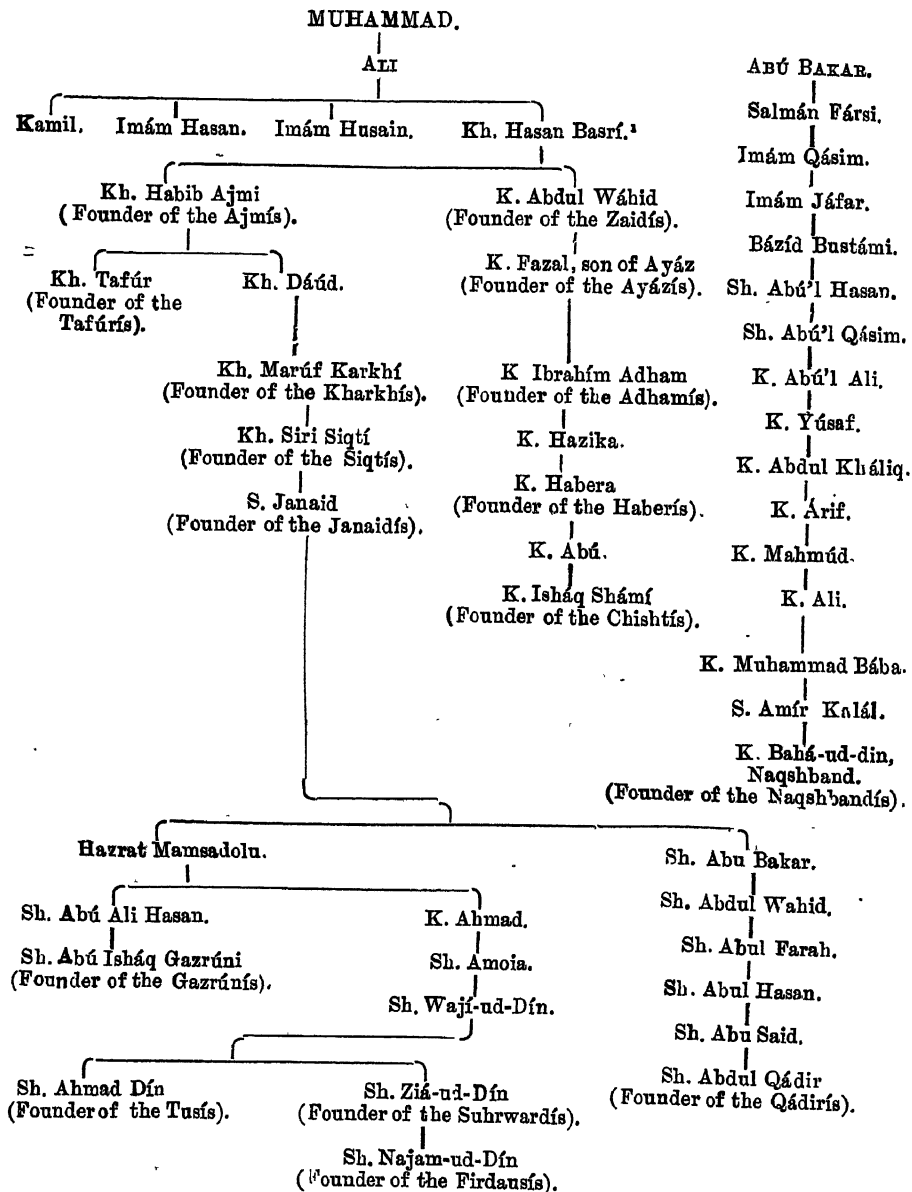 MUHAMMAD.
ALI
Kamil. Imám Hasan. Imám Husain. Kh. Hasan Basrí.¹
Kh. Habib Ajmi
(Founder of the Ajmís).
K. Abdul Wáhid
(Founder of the Zaidís).
Kh. Tafúr
(Founder of the
Tafúrís).
Kh. Dáúd.
K. Fazal, son of Ayáz
(Founder of the Ayázís).
Kh. Marúf Karkhí
(Founder of the Kharkhís).
K Ibrahím Adham
(Founder of the Adhamís).
Kh. Siri Siqtí
(Founder of the Siqtís).
K. Hazika.
S. Janaid
(Founder of the Janaidís).
K. Habera
(Founder of the Haberís).
K. Abú.
K. Isháq Shámí
(Founder of the Chishtís).
ABÚ BAKAR.
Salmán Fársi.
Imám Qásim.
Imám Jáfar.
Bázíd Bustámi.
Sh. Abú'l Hasan.
Sh. Abú'l Qásim.
K. Abú'l Ali.
K. Yúsaf.
K. Abdul Kháliq.
K. Árif.
K. Mahmúd.
K. Ali.
K. Muhammad Bába.
S. Amír Kalál.
K. Bahá-ud-din,
Naqshband.
(Founder of the Naqshbandís).
Hazrat Mamsadolu.
Sh. Abú Ali Hasan.
Sh. Abú Isháq Gazrúni
(Founder of the Gazrúnís).
K. Ahmad.
Sh. Amoia.
Sh. Wají-ud-Dín.
Sh. Ahmad Dín
(Founder of the Tusís).
Sh. Ziá-ud-Dín
(Founder of the Suhrwardís).
Sh. Najam-ud-Dín
(Founder of the Firdausís).
Sh. Abu Bakar.
Sh. Abdul Wahid.
Sh. Abul Farah.
Sh. Abul Hasan.
Sh. Abu Said.
Sh. Abdul Qádir
(Founder of the Qádirís).